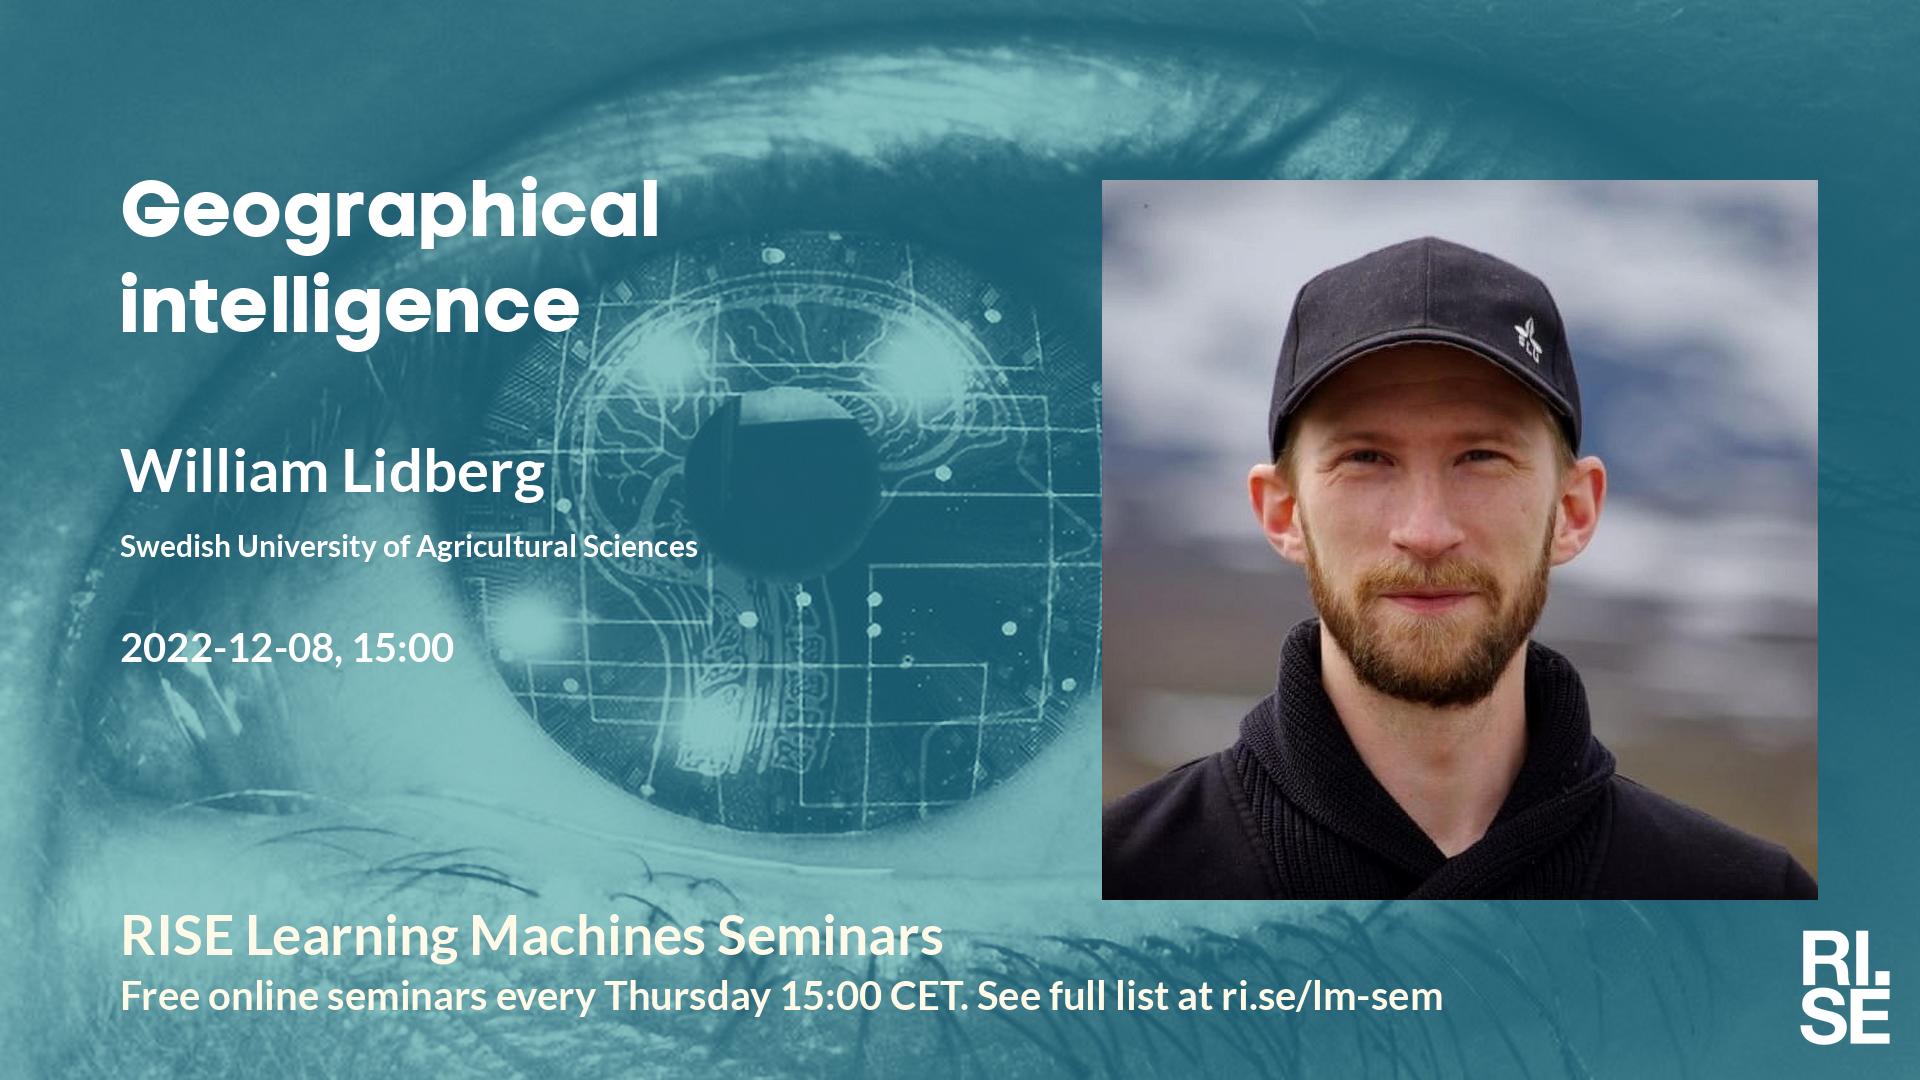 Geographical
intelligence
William Lidberg
Swedish University of Agricultural Sciences
2022-12-08, 15:00
SLU
RISE Learning Machines Seminars
Free online seminars every Thursday 15:00 CET. See full list at ri.se/lm-sem
RI.
SE